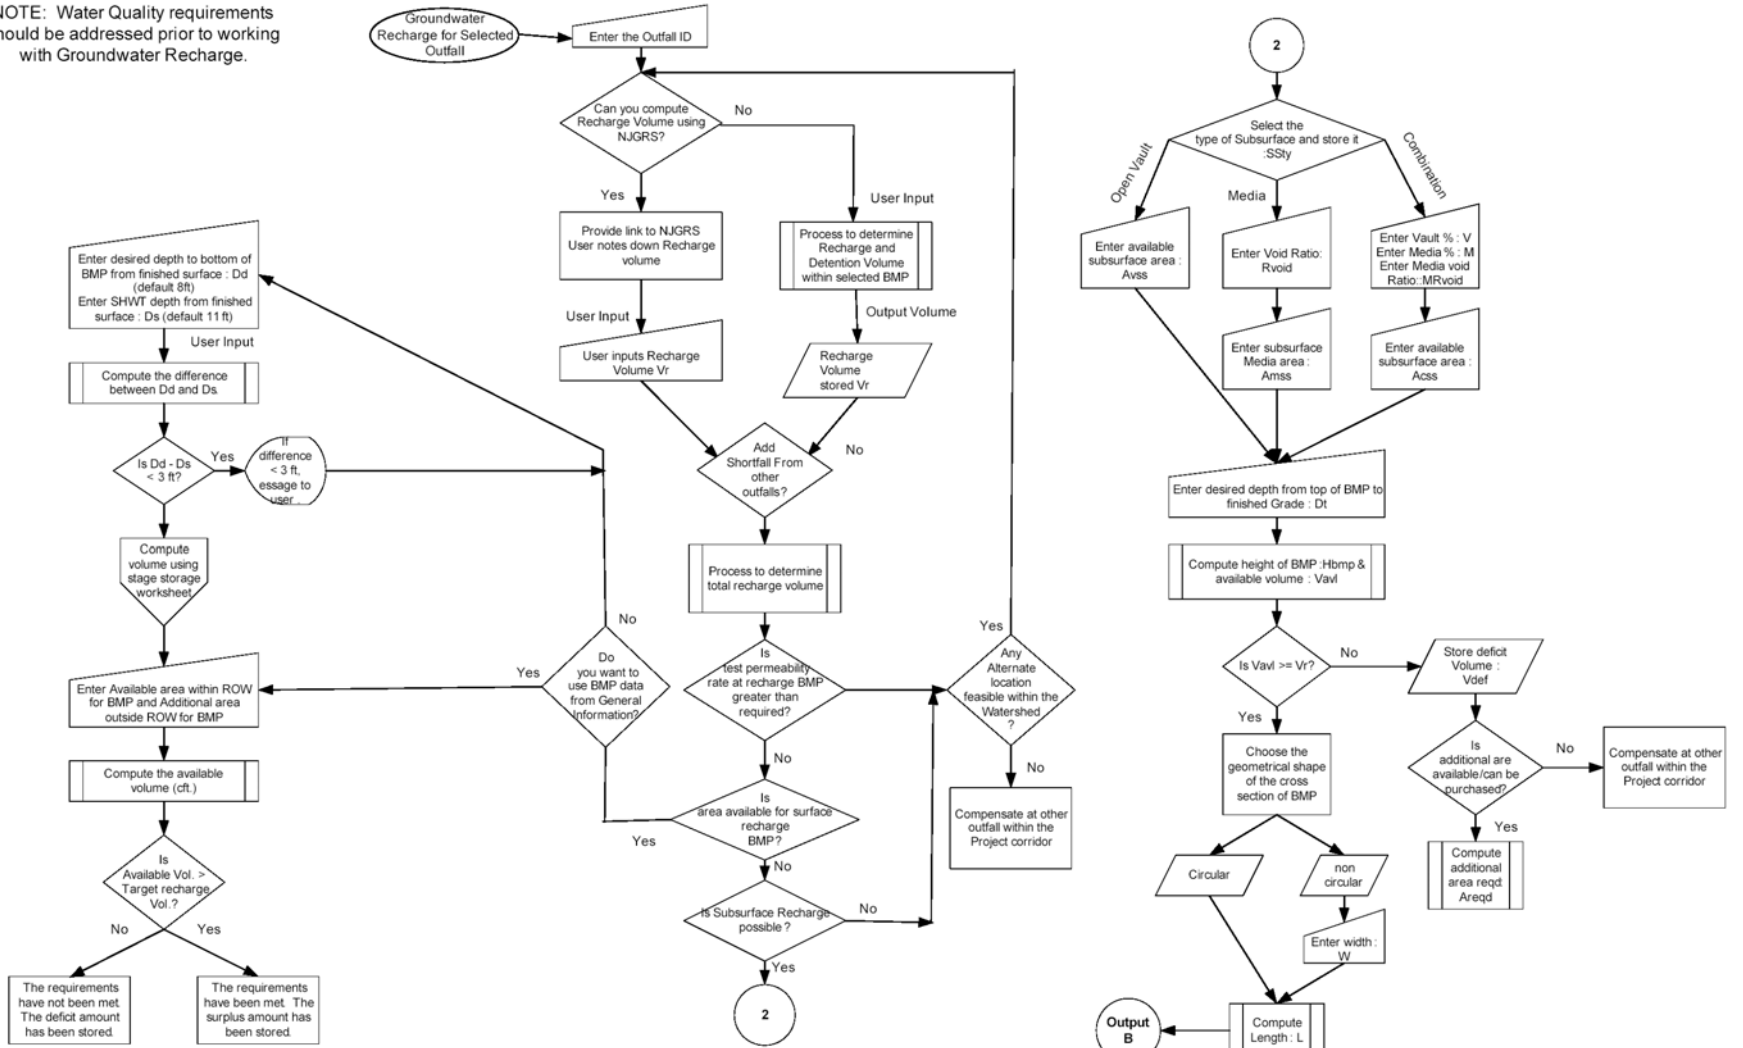 NOTE: Water Quality requirements
hould be addressed prior to working
with Groundwater Recharge.
Groundwater
Recharge for Selected
Outfall
Enter the Outfall ID
Can you compute
Recharge Volume using
NJGRS?
No
Yes
User Input
Provide link to NJGRS
User notes down Recharge
volume
Process to determine
Recharge and
Detention Volume
within selected BMP
User Input
Output Volume
User inputs Recharge
Volume Vr
Recharge
Volume
stored Vr
Add
Shortfall From
other
outfalls?
No
Process to determine
total recharge volume
Is
test permeability
rate at recharge BMP
greater than
required?
No
Is
area available for surface
recharge
BMP?
Yes
No
Is Subsurface Recharge
possible ?
No
Yes
2
Yes
Any
Alternate
location
feasible within the
Watershed
?
No
Compensate at other
outfall within the
Project corridor
No
Do
you want to
use BMP data
from General
Information?
Yes
Enter desired depth to bottom of
BMP from finished surface : Dd
(default 8ft)
Enter SHWT depth from finished
surface : Ds (default 11 ft)
User Input
Compute the difference
between Dd and Ds.
Is Dd - Ds
< 3 ft?
Yes
If
difference
< 3 ft,
essage to
user .
Compute
volume using
stage storage
worksheet
Enter Available area within ROW
for BMP and Additional area
outside ROW for BMP
Compute the available
volume (cft.)
Is
Available Vol. >
Target recharge
Vol.?
No
Yes
The requirements
have not been met.
The deficit amount
has been stored.
The requirements
have been met. The
surplus amount has
been stored.
2
Select the
type of Subsurface and store it
:SSty
Open Vault
Media
Combination
Enter available
subsurface area :
Avss
Enter Void Ratio:
Rvoid
Enter Vault % : V
Enter Media % : M
Enter Media void
Ratio::MRvoid
Enter subsurface
Media area :
Amss
Enter available
subsurface area :
Acss
Enter desired depth from top of BMP to
finished Grade : Dt
Compute height of BMP :Hbmp &
available volume : Vavl
Is Vavl >= Vr?
No
Yes
Store deficit
Volume :
Vdef
Is
additional are
available/can be
purchased?
No
Compensate at other
outfall within the
Project corridor
Yes
Compute
additional
area reqd:
Areqd
Choose the
geometrical shape
of the cross
section of BMP
Circular
non
circular
Enter width :
W
Compute
Length : L
Output
B